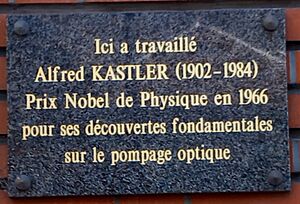 Ici a travaillé
Alfred KASTLER (1902-1984)
Prix Nobel de Physique en 1966
pour ses découvertes fondamentales
sur le pompage optique